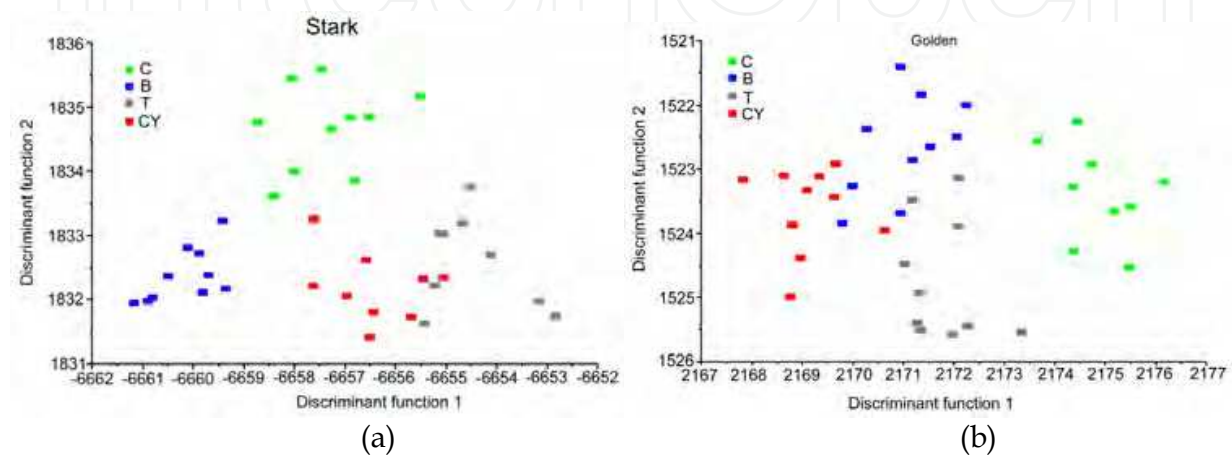 Stark
1836
1835
1834
1833
1832
1831
Discriminant function 2
C
B
T
CY
-6662 -6661 -6660 -6659 -6658 -6657 -6656 -6655 -6654 -6653 -6652
Discriminant function 1
(a)
Golden
1521
1522
1523
1524
1525
1526
Discriminant function 2
C
B
T
CY
2167 2168 2169 2170 2171 2172 2173 2174 2175 2176 2177
Discriminant function 1
(b)